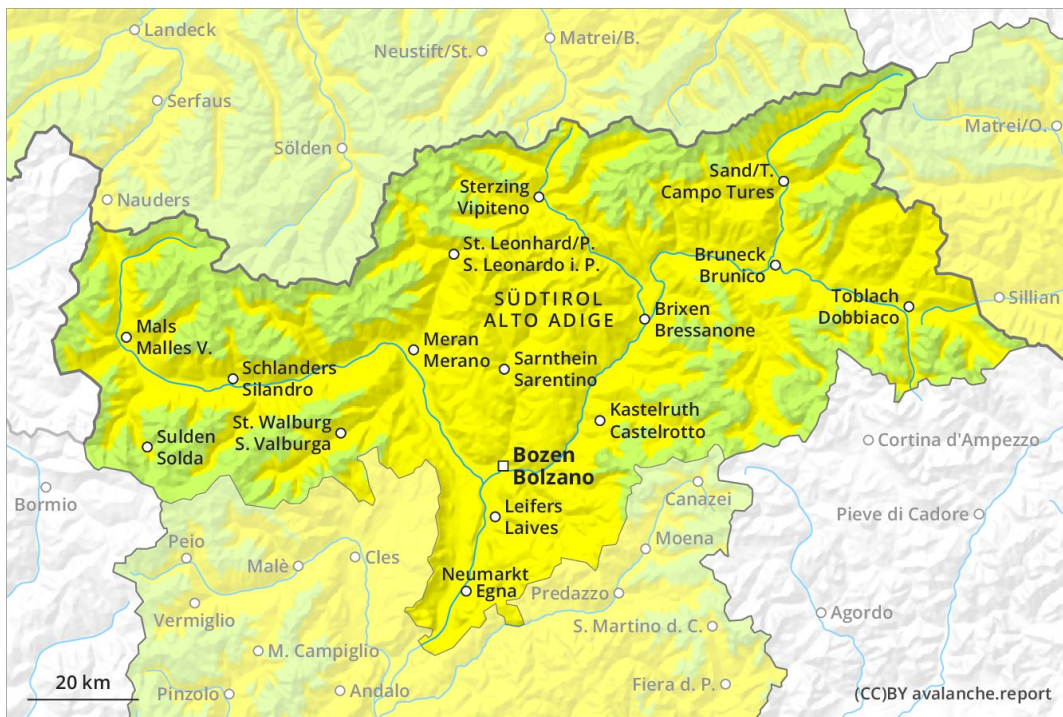 Landeck
Matrei/B.
Neustift/St.
Serfaus
Matrei/O.
Sölden
Sand/T.
Campo Tures
Sterzing
Vipiteno
Nauders
St. Leonhard/P.
S. Leonardo i. P.
Bruneck
Brunico
SÜDTIROL
ALTO ADIGE
Toblach
Dobbiaco
Sillian
Brixen
Bressanone
Mals
Malles V.
Meran
Merano
Sarnthein
Sarentino
Schlanders
Silandro
Kastelruth
Castelrotto
St. Walburg
S. Valburga
Sulden
Solda
Cortina d'Ampezzo
Bozen
Bolzano
Bormio
Canazei
Leifers
Laives
Pieve di Cadore
Moena
Peio
Malè
Cles
Neumarkt
Egna
Predazzo
Vermiglio
Agordo
S. Martino d. C.
M. Campiglio
20 km
Pinzolo
Andalo
Fiera d. P.
(CC)BY avalanche.report